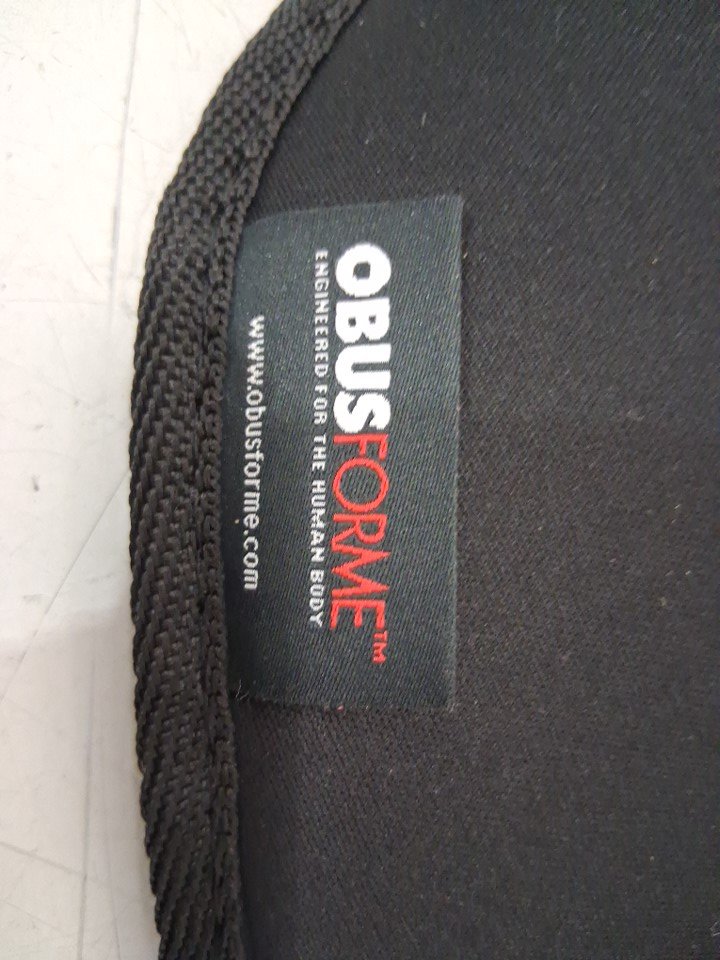 OBUSFORME™
ENGINEERED FOR THE HUMAN BODY.
www.obusforme.com